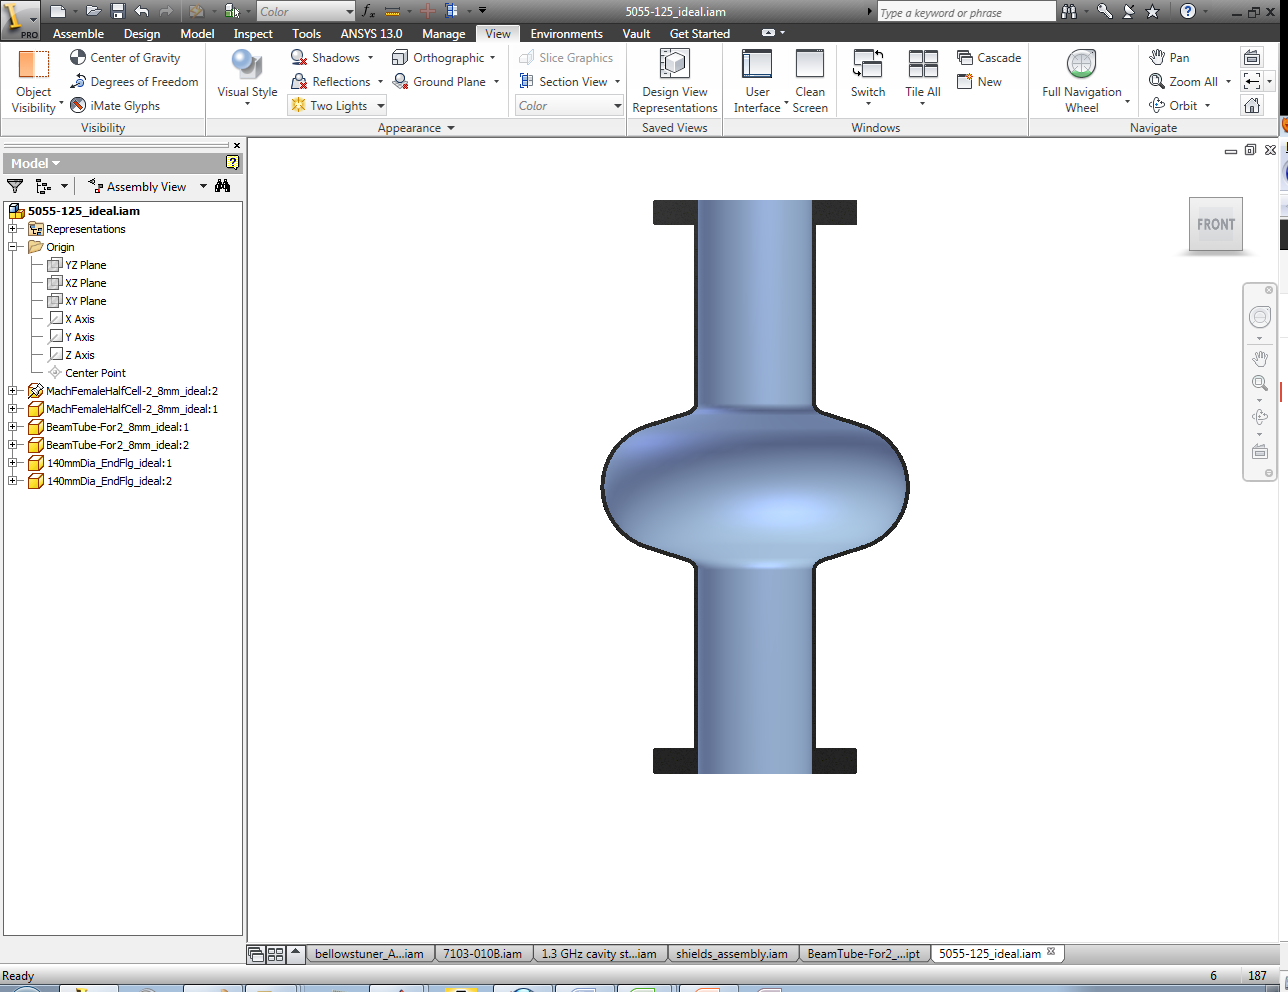 PRO
Color
fx
5055-125_ideal.iam
Type a keyword or phrase
Assemble Design Model Inspect Tools ANSYS 13.0 Manage View Environments Vault Get Started
Object Visibility
Center of Gravity
Degrees of Freedom
iMate Glyphs
Visibility
Visual Style
Shadows
Reflections
Two Lights
Orthographic
Ground Plane
Slice Graphics
Section View
Color
Appearance
Design View Representations
Saved Views
User Interface
Clean Screen
Switch
Tile All
Cascade
New
Windows
Full Navigation Wheel
Pan
Zoom All
Orbit
Navigate
Model
Assembly View
5055-125_ideal.iam
Representations
Origin
YZ Plane
XZ Plane
XY Plane
X Axis
Y Axis
Z Axis
Center Point
MachFemaleHalfCell-2_8mm_ideal:2
MachFemaleHalfCell-2_8mm_ideal:1
BeamTube-For2_8mm_ideal:1
BeamTube-For2_8mm_ideal:2
140mmDia_EndFlg_ideal:1
140mmDia_EndFlg_ideal:2
FRONT
bellowstuner_A...iam 7103-010B.iam 1.3 GHz cavity st...iam shields_assembly.iam BeamTube-For2_...ipt 5055-125_ideal.iam
Ready 6 187